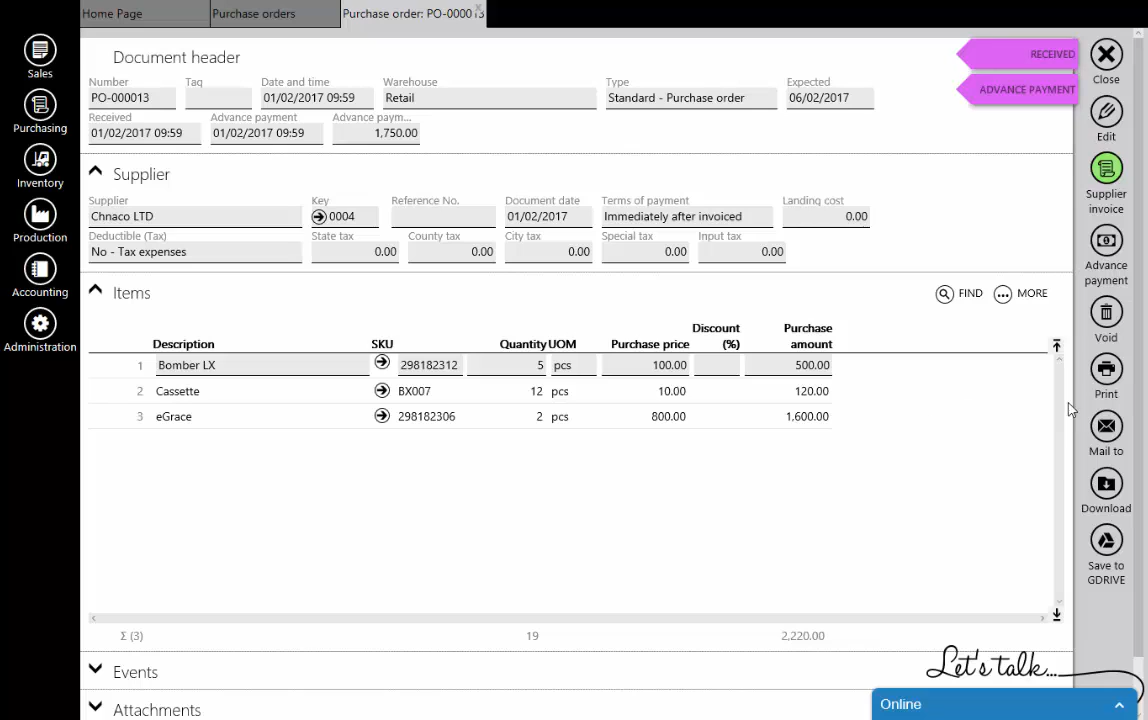 Home Page
Purchase orders
Purchase order: PO-000013
Sales
Purchasing
Inventory
Production
Accounting
Administration
Document header
RECEIVED
ADVANCE PAYMENT
Number Taq Date and time Warehouse Type Expected
PO-000013 01/02/2017 09:59 Retail Standard - Purchase order 06/02/2017
Received Advance payment Advance paym...
01/02/2017 09:59 01/02/2017 09:59 1,750.00
Supplier
Supplier Key Reference No. Document date Terms of payment Landing cost
Chnaco LTD 0004 01/02/2017 Immediately after invoiced 0.00
Deductible (Tax) State tax County tax City tax Special tax Input tax
No - Tax expenses 0.00 0.00 0.00 0.00 0.00
Items
FIND MORE
Description SKU Quantity UOM Purchase price Discount (%) Purchase amount
1 Bomber LX 298182312 5 pcs 100.00 500.00
2 Cassette BX007 12 pcs 10.00 120.00
3 eGrace 298182306 2 pcs 800.00 1,600.00
Σ (3) 19 2,220.00
Events
Attachments
Close
Edit
Supplier
invoice
Advance
payment
Void
Print
Mail to
Download
Save to
GDRIVE
Let's talk...
Online